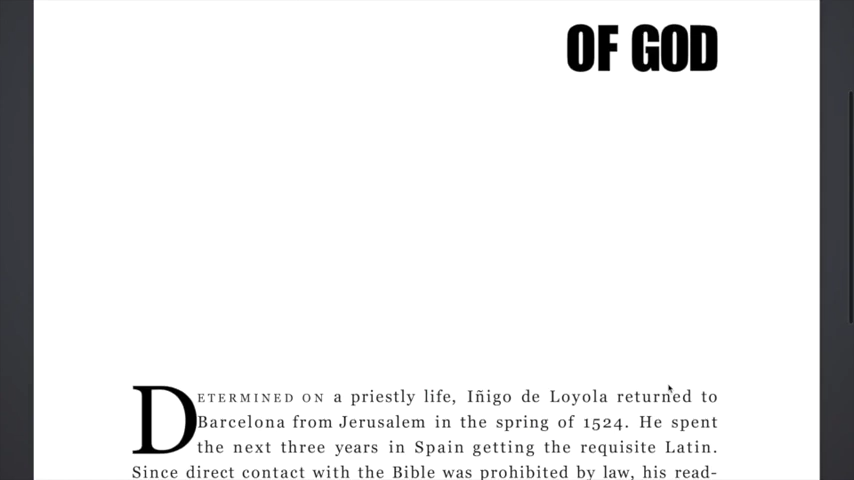 OF GOD
DETERMINED ON a priestly life, Iñigo de Loyola returned to
Barcelona from Jerusalem in the spring of 1524. He spent
the next three years in Spain getting the requisite Latin.
Since direct contact with the Bible was prohibited by law, his read-